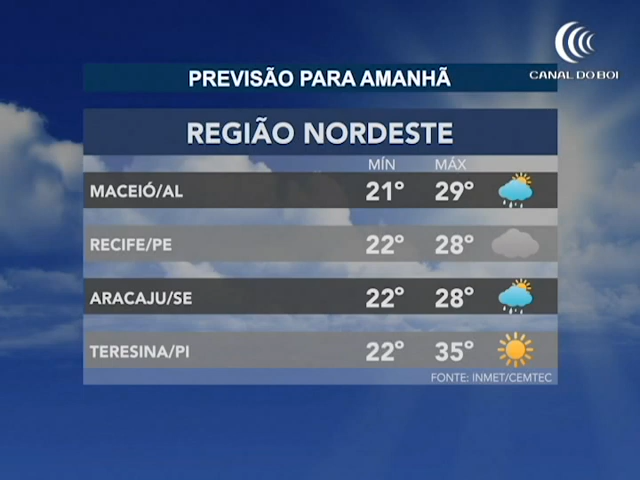 CANAL DO BOI
PREVISÃO PARA AMANHÃ
REGIÃO NORDESTE
MÍN MÁX
MACEIÓ/AL 21° 29°
RECIFE/PE 22° 28°
ARACAJU/SE 22° 28°
TERESINA/PI 22° 35°
FONTE: INMET/CEMTEC